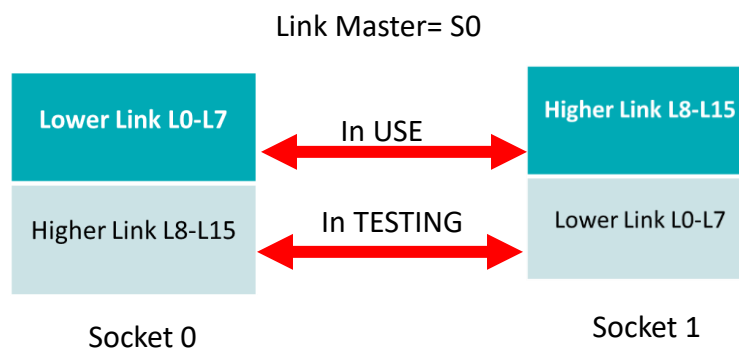 Link Master= S0
Lower Link L0-L7
In USE
Higher Link L8-L15
Higher Link L8-L15
In TESTING
Lower Link L0-L7
Socket 0
Socket 1